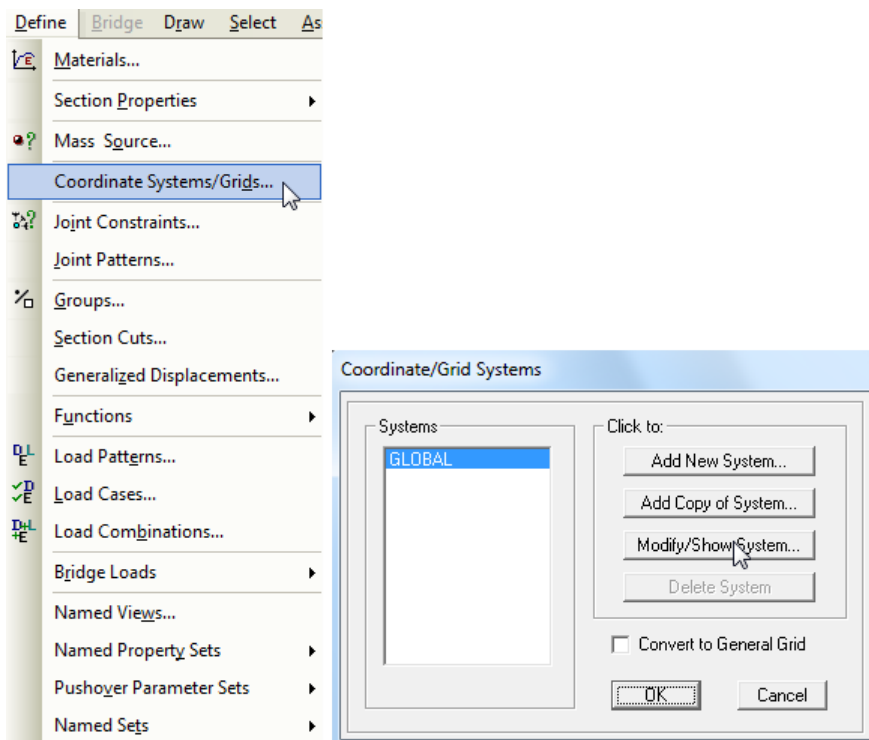 Define Bridge Draw Select As
Materials...
Section Properties
Mass Source...
Coordinate Systems/Grids...
Joint Constraints...
Joint Patterns...
Groups...
Section Cuts...
Generalized Displacements...
Functions
Load Patterns...
Load Cases...
Load Combinations...
Bridge Loads
Named Views...
Named Property Sets
Pushover Parameter Sets
Named Sets
Coordinate/Grid Systems
Systems
GLOBAL
Click to:
Add New System...
Add Copy of System...
Modify/Show System...
Delete System
Convert to General Grid
OK Cancel